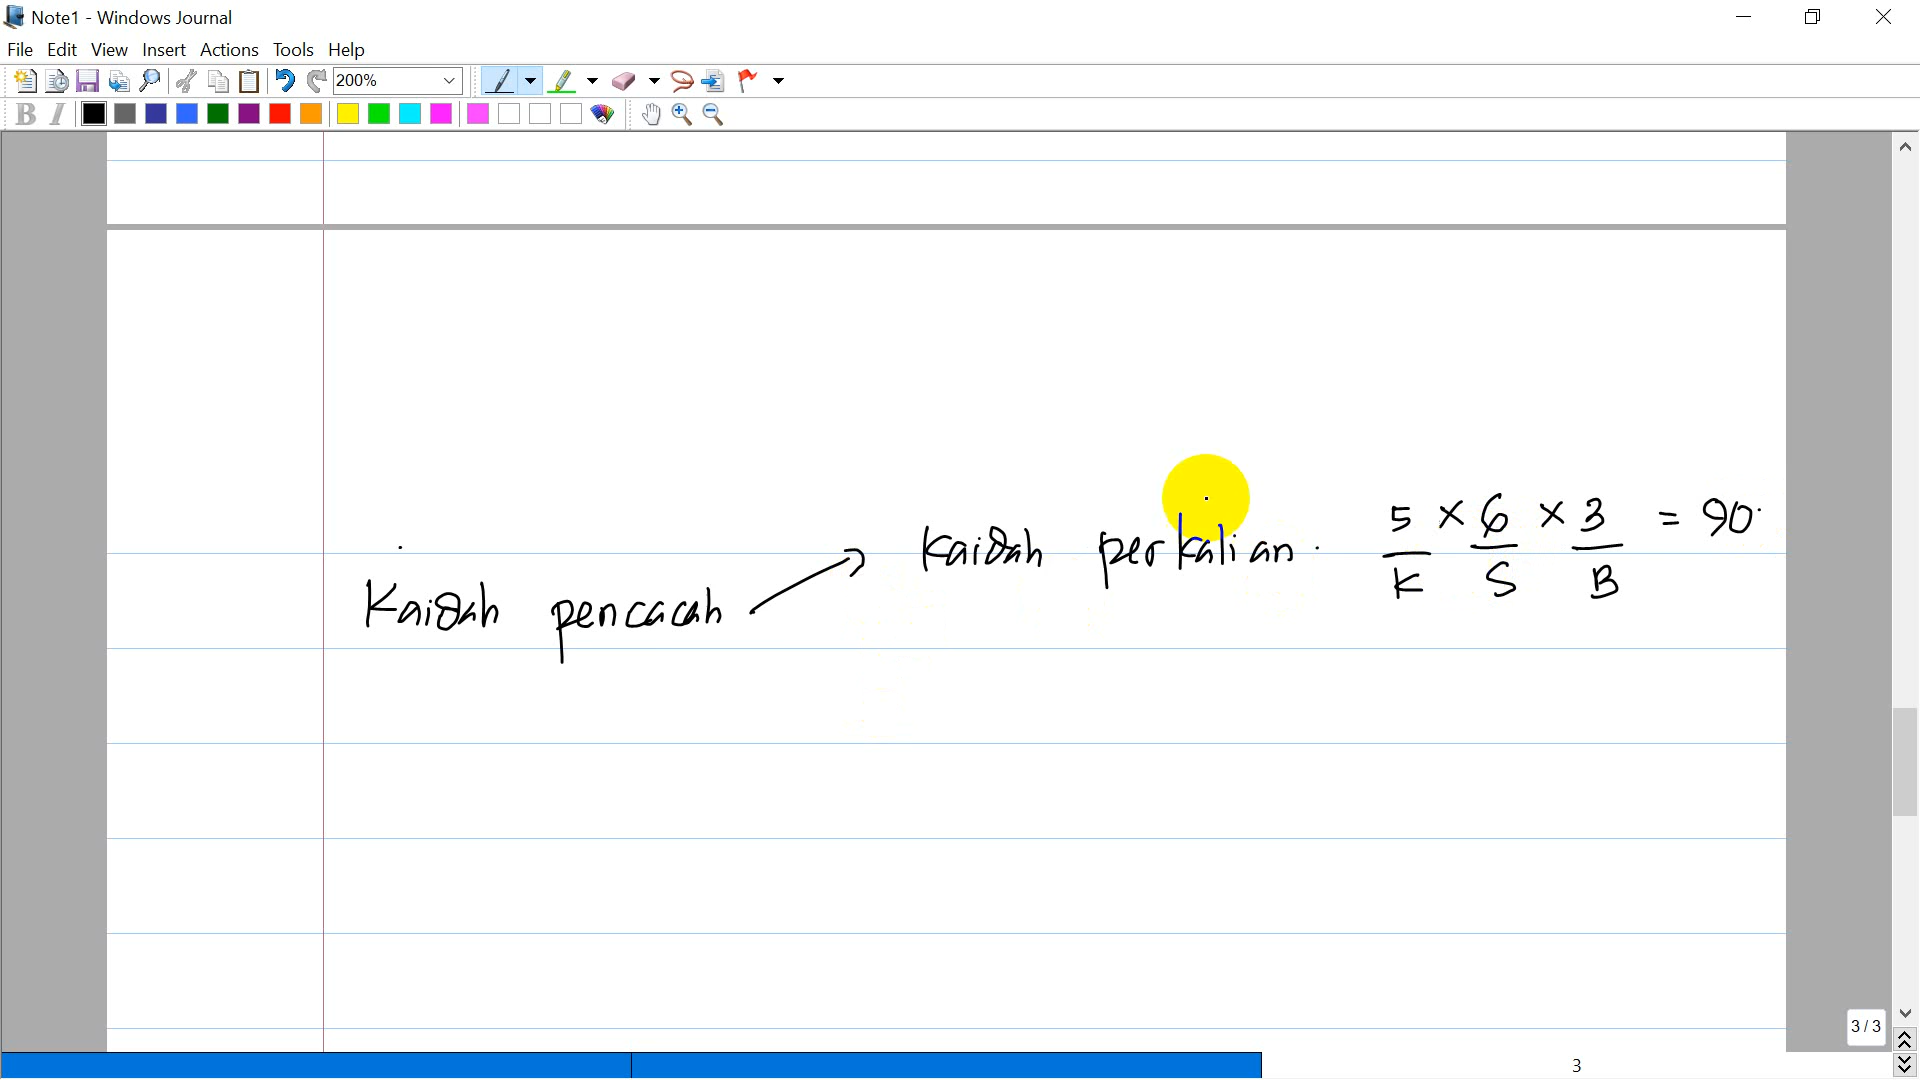 Note1 - Windows Journal
File Edit View Insert Actions Tools Help
200%
B I
Kaidah pencacah
Kaidah perkalian.
5 × 6 × 3 = 90.
K S B
3 / 3
3